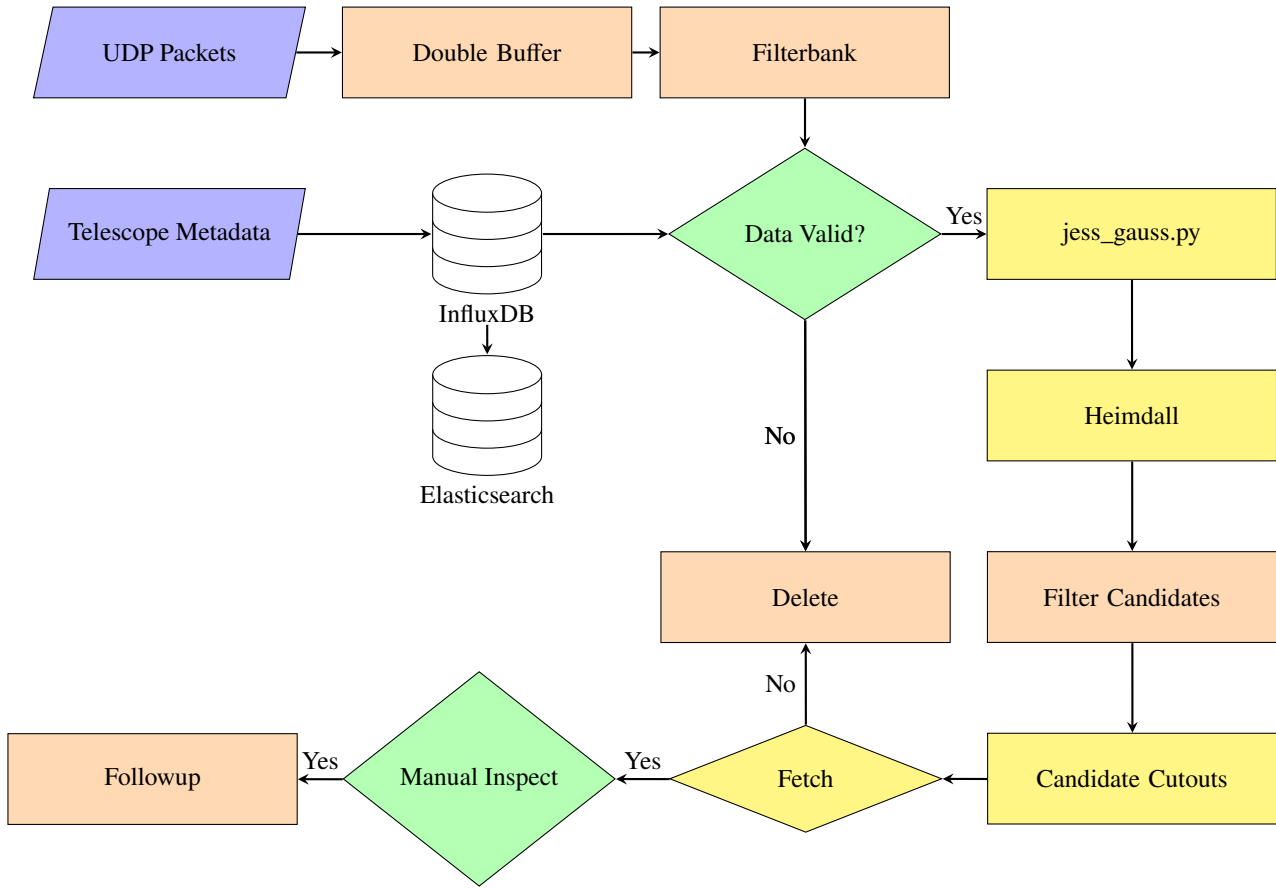 UDP Packets
Double Buffer
Filterbank
Telescope Metadata
InfluxDB
Data Valid?
Yes
jess_gauss.py
Elasticsearch
No
Heimdall
Delete
Filter Candidates
No
Followup
Yes
Manual Inspect
Yes
Fetch
Candidate Cutouts